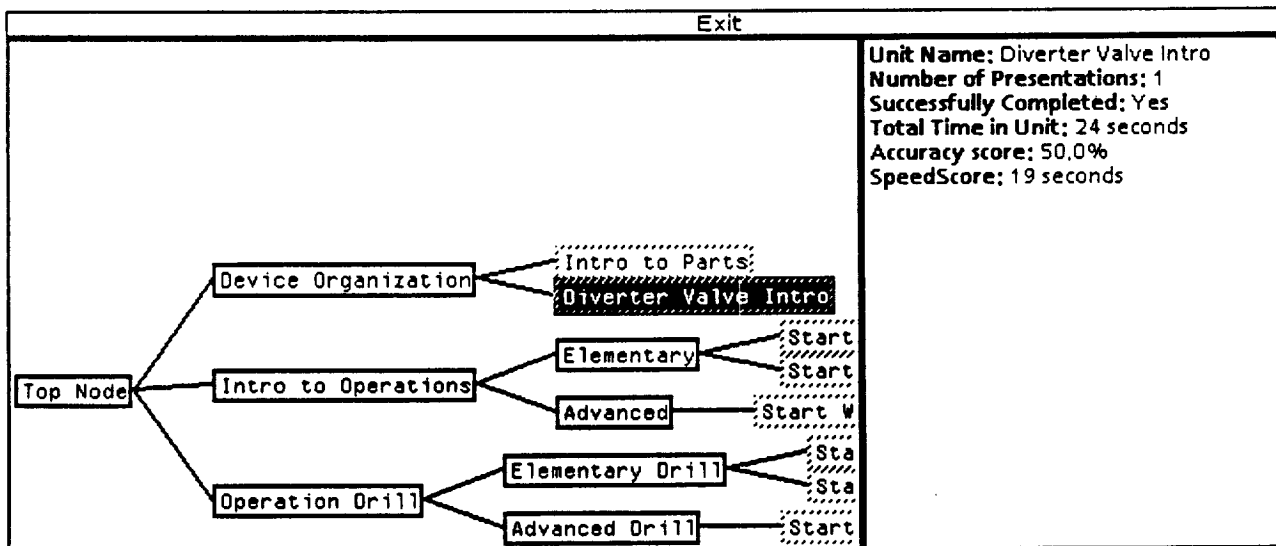 Exit
Unit Name: Diverter Valve Intro
Number of Presentations: 1
Successfully Completed: Yes
Total Time in Unit: 24 seconds
Accuracy score: 50.0%
SpeedScore: 19 seconds
Intro to Parts
Device Organization
Diverter Valve Intro
Start
Elementary
Start
Top Node
Intro to Operations
Advanced
Start W
Sta
Elementary Drill
Sta
Operation Drill
Advanced Drill
Start